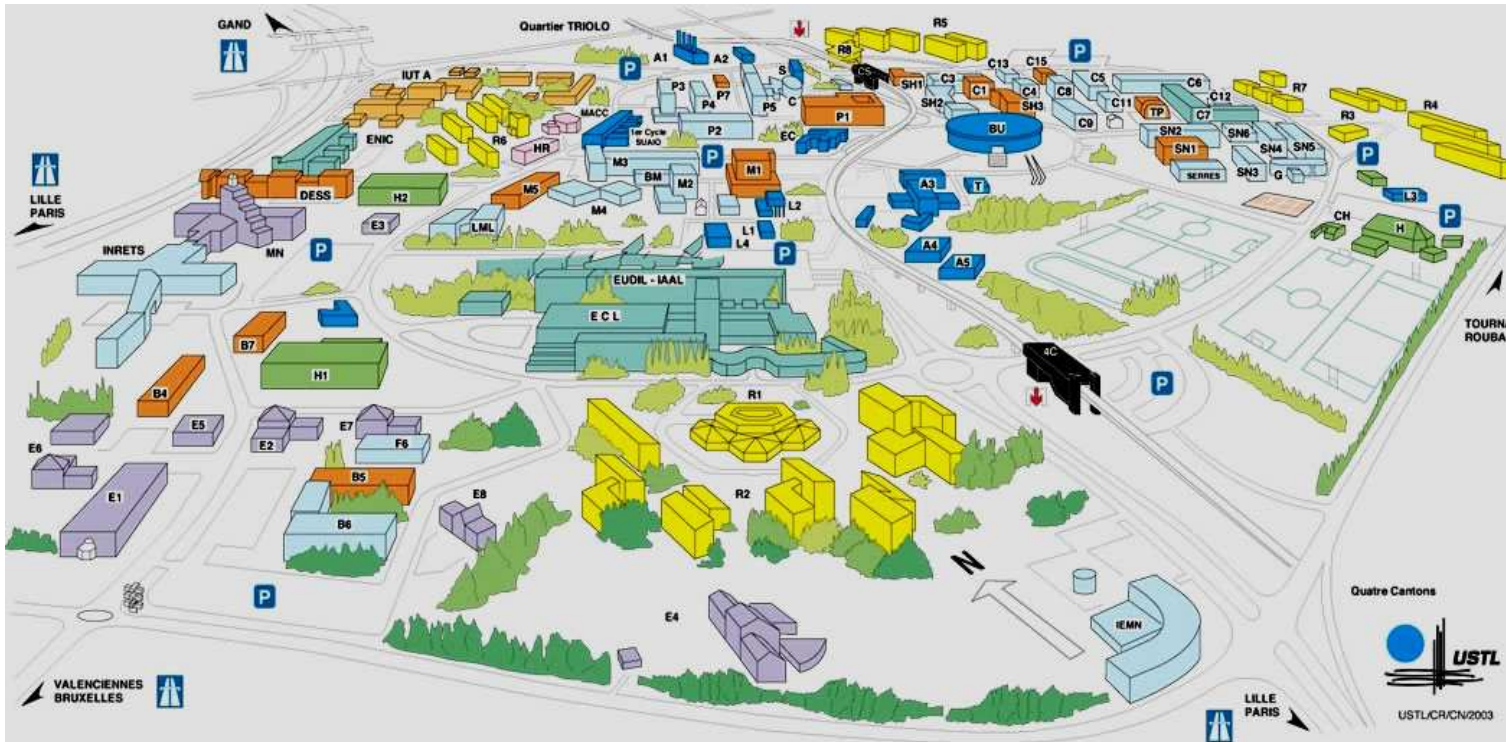 GAND
Quartier TRIOLO
A1
A2
S
R8
R5
P
CS
IUT A
P
MACC
P3
P4
P7
P5
C
SH1
C3
C13
C15
C1
SH2
C4
SH3
C8
C5
C6
C11
C9
TP
C7
C12
R7
R3
R4
ENIC
R6
HR
1er Cycle
SUAIO
P2
EC
P1
BU
SN2
SN6
SN4
SN5
SN1
SERRES
SN3
G
P
LILLE
PARIS
DESS
H2
M5
M3
BM
M2
P
M1
M4
L2
A3
T
L3
P
MN
E3
LML
L1
L4
A4
A5
CH
H
INRETS
P
EUDIL - IAAL
P
E C L
TOURNA
ROUBA
B7
H1
4C
P
B4
R1
E6
E5
E2
E7
F6
E1
B5
B6
E8
R2
N
P
E4
IEMN
Quatre Cantons
USTL
VALENCIENNES
BRUXELLES
LILLE
PARIS
USTL/CR/CN/2003